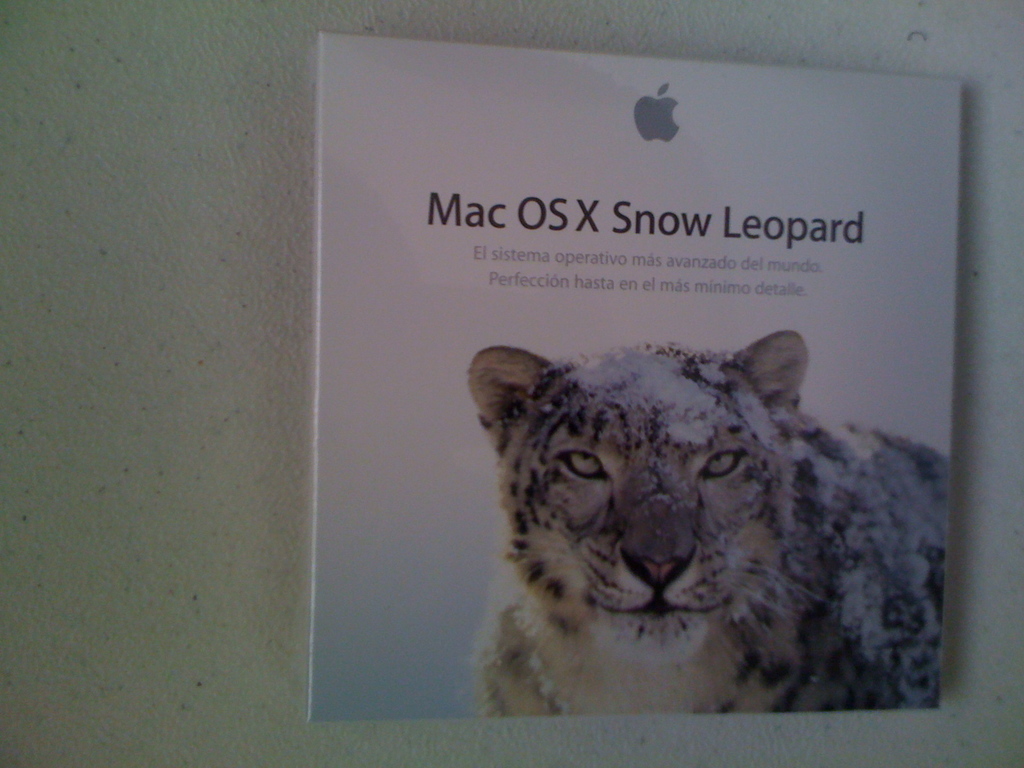 Mac OS X Snow Leopard
El sistema operativo más avanzado del mundo.
Perfección hasta en el más mínimo detalle.